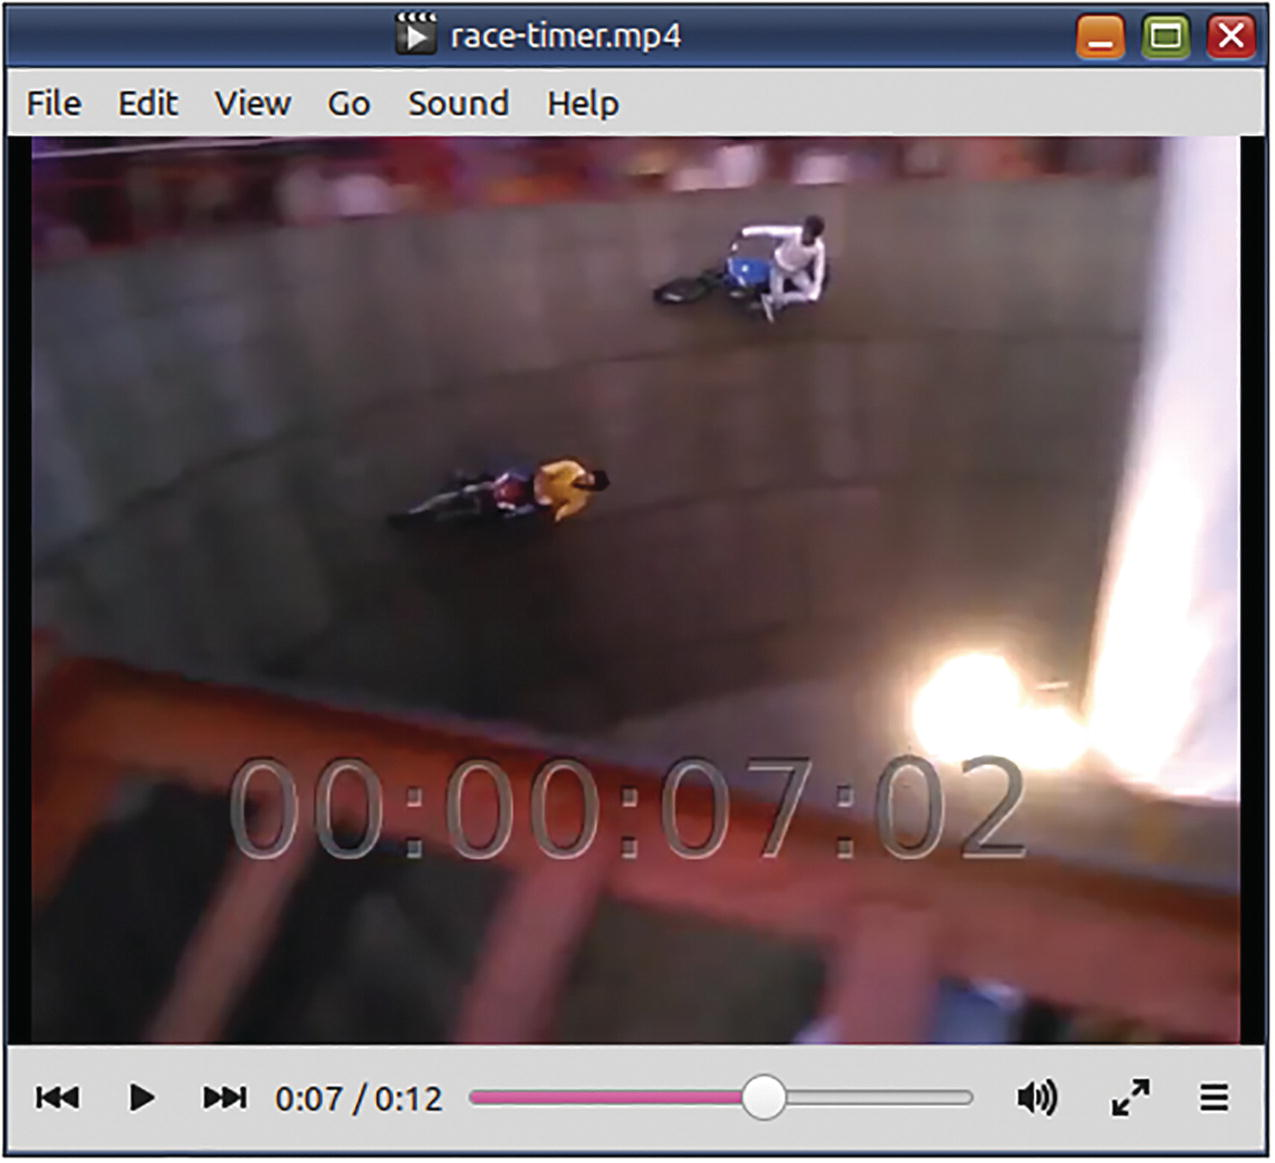 race-timer.mp4
File Edit View Go Sound Help
00:00:07:02
0:07 / 0:12